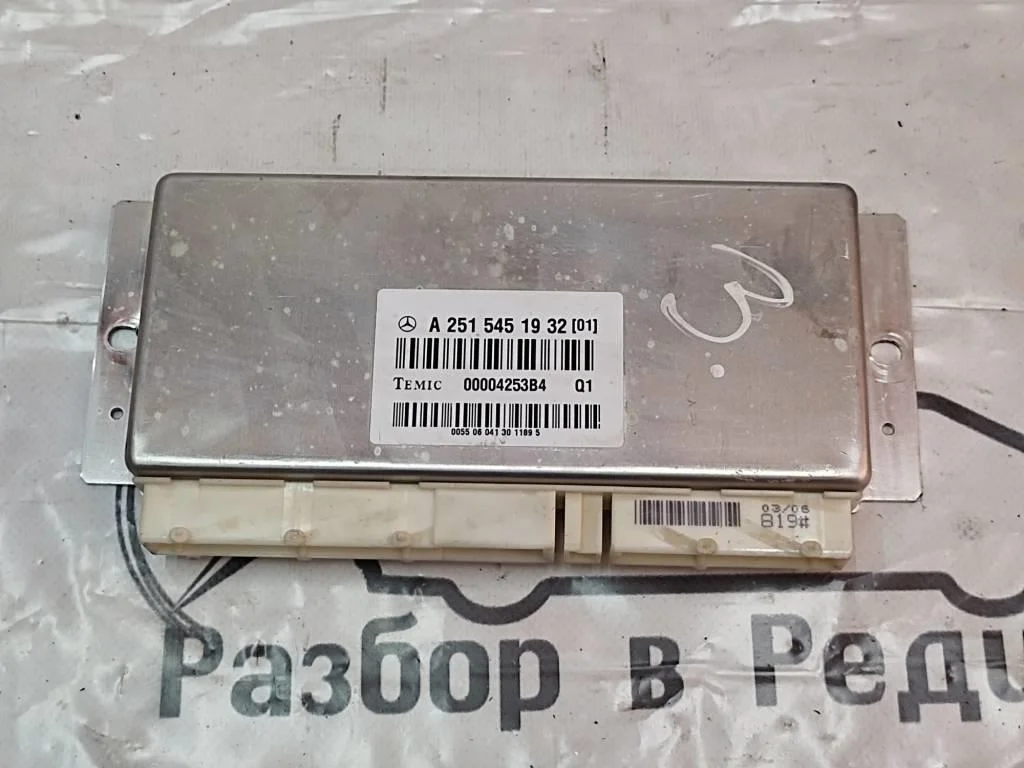 3
A 251 545 19 32 [01]
TEMIC 00004253B4 Q1
0055 06 041 30 1189 5
03/06
819#
Разбор в Реди